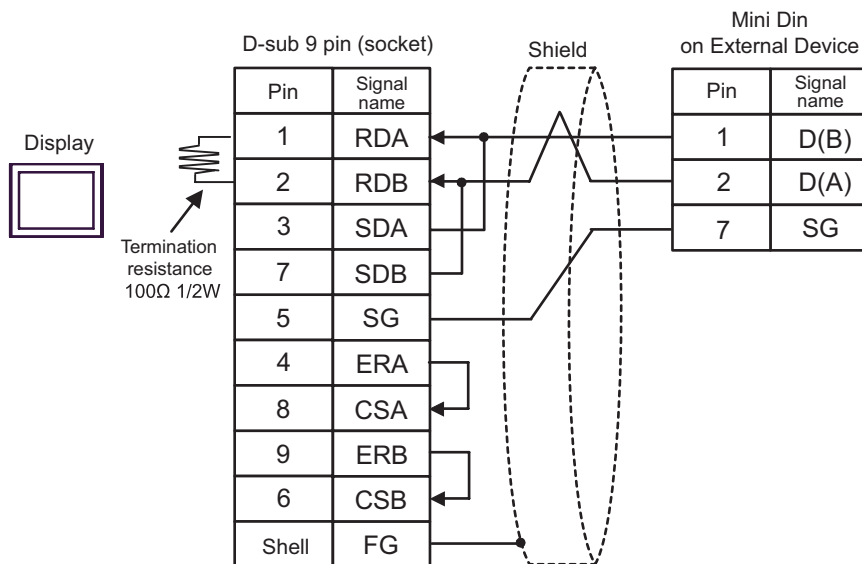 Mini Din
on External Device
D-sub 9 pin (socket)
Shield
Display
Termination
resistance
100Ω 1/2W
Pin Signal name
1 RDA
2 RDB
3 SDA
7 SDB
5 SG
4 ERA
8 CSA
9 ERB
6 CSB
Shell FG
Pin Signal name
1 D(B)
2 D(A)
7 SG